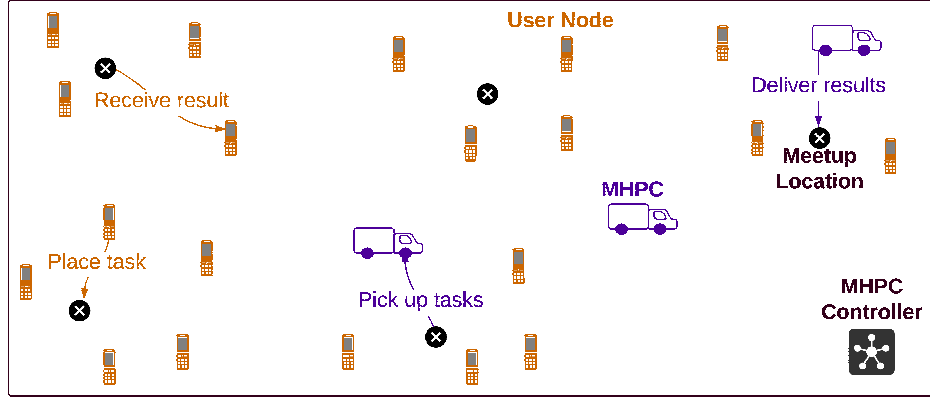 User Node
Deliver results
Receive result
Meetup
Location
MHPC
Place task
Pick up tasks
MHPC
Controller